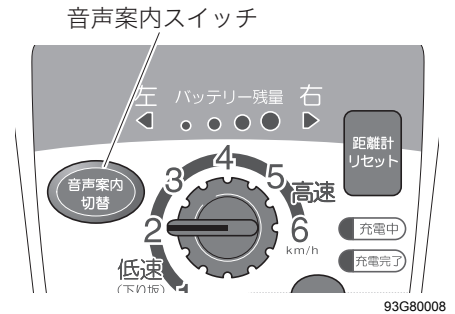 音声案内スイッチ
左 バッテリー残量 右
距離計
リセット
音声案内
切替
1
2
3
4
5
6
km/h
高速
低速
(下り坂)
充電中
充電完了
93G80008